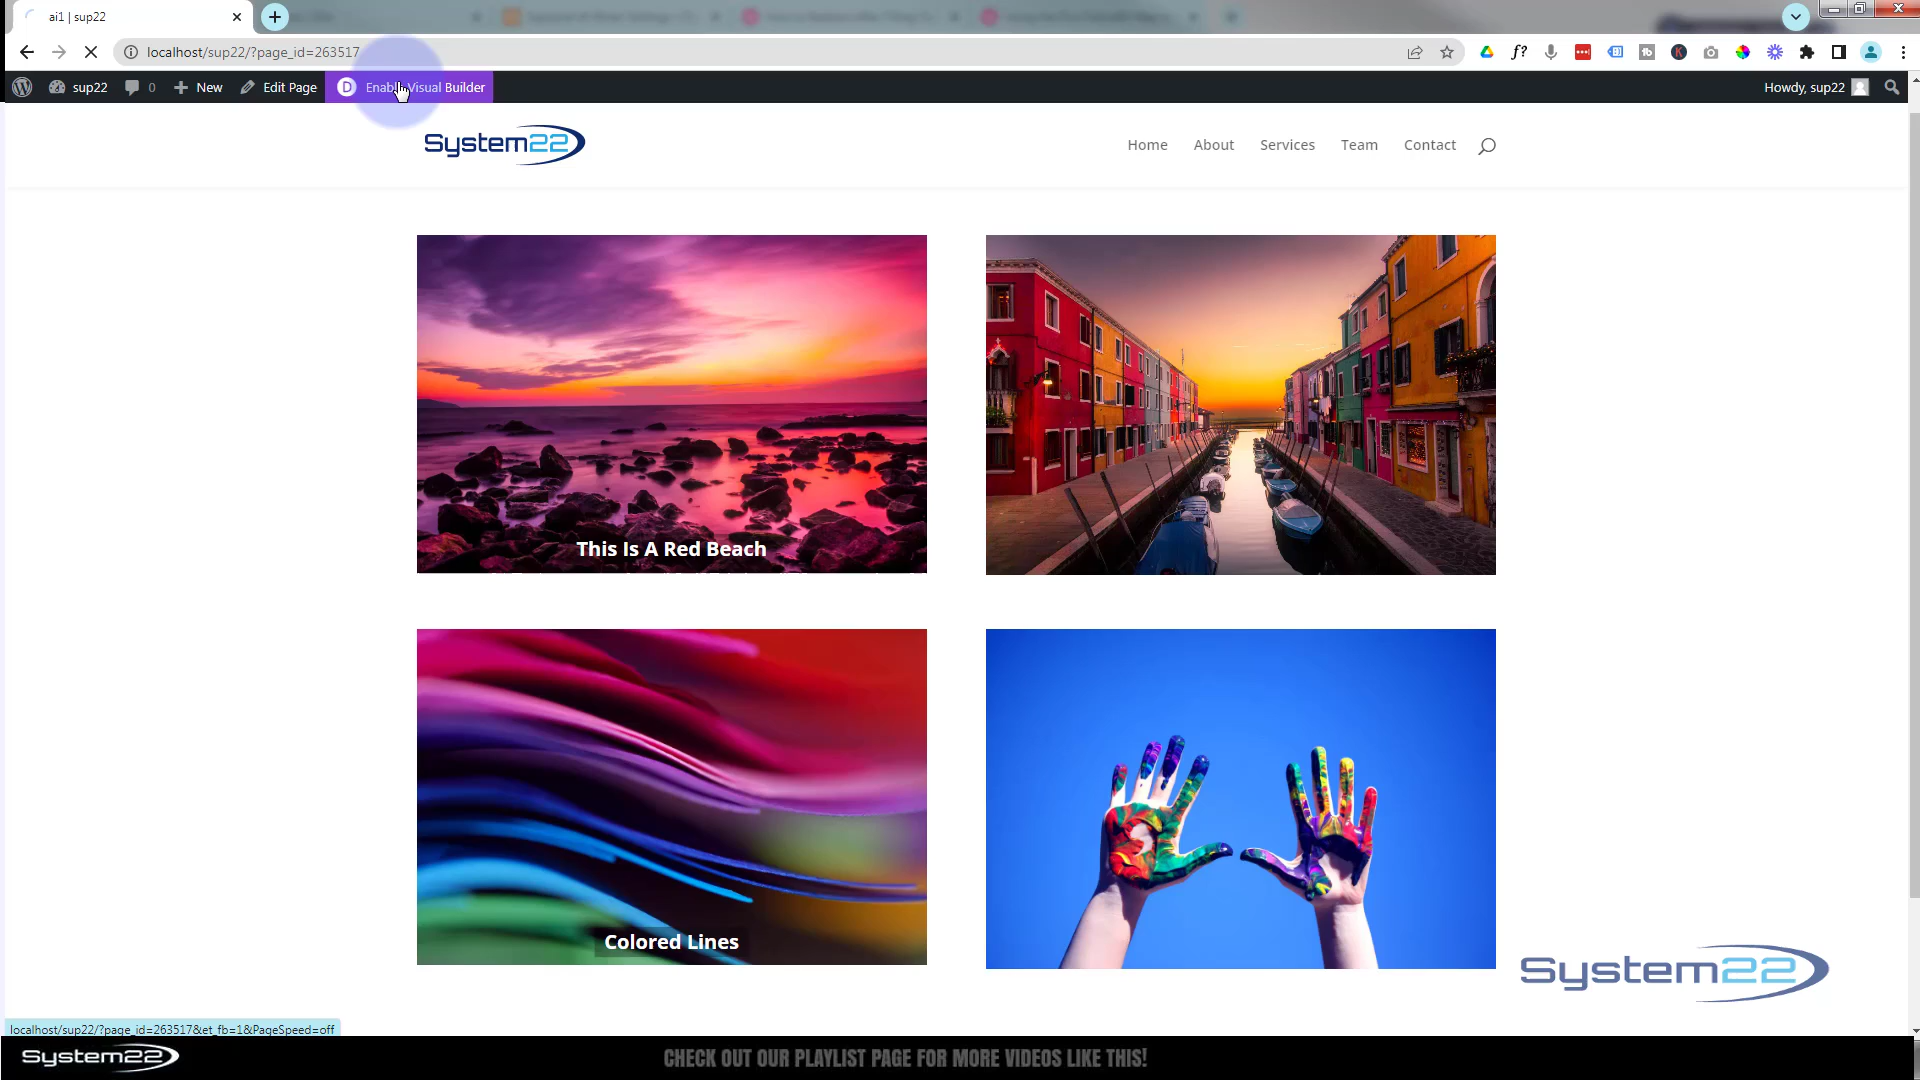 ai1 | sup22
localhost/sup22/?page_id=263517
sup22
0
New
Edit Page
Enable Visual Builder
Howdy, sup22
System22
Home
About
Services
Team
Contact
This Is A Red Beach
Colored Lines
System22
localhost/sup22/?page_id=263517&et_fb=1&PageSpeed=off
System22
CHECK OUT OUR PLAYLIST PAGE FOR MORE VIDEOS LIKE THIS!